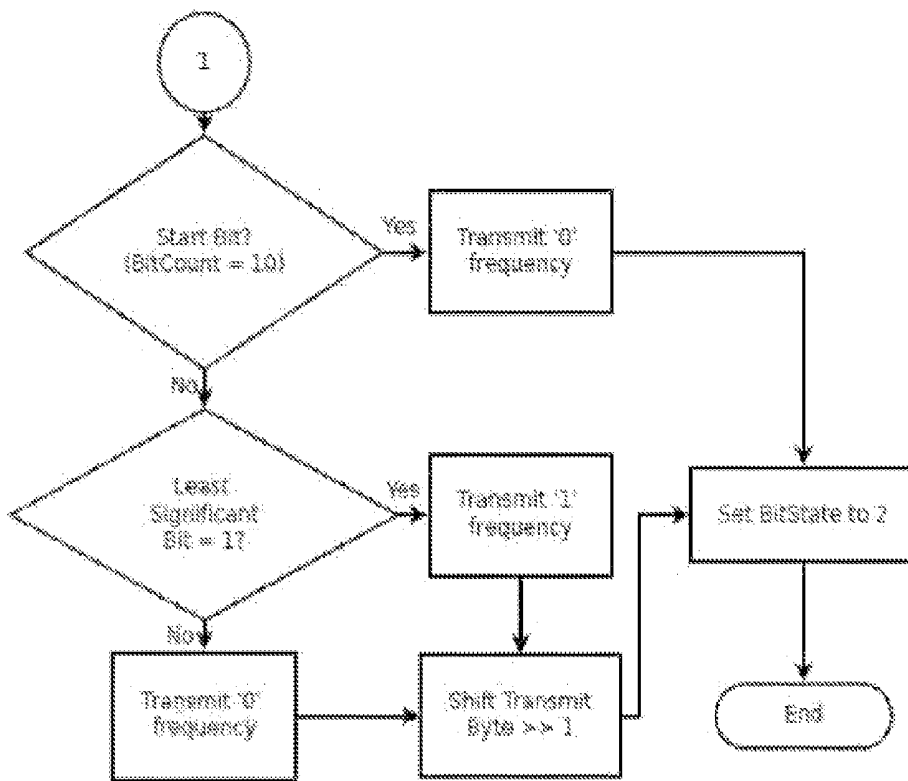 1
Start Bit?
(BitCount = 10)
Yes
Transmit '0'
frequency
No
Least
Significant
Bit = 1?
Yes
Transmit '1'
frequency
Set BitState to 2
No
Transmit '0'
frequency
Shift Transmit
Byte >> 1
End